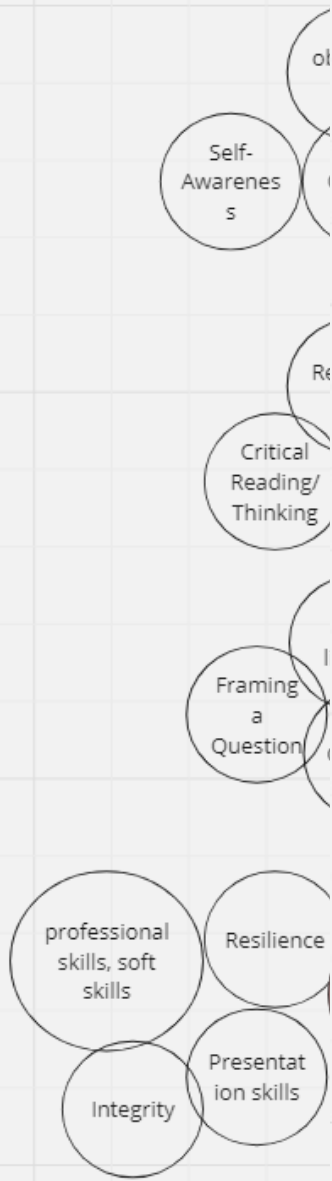 Self-
Awarenes
s
Critical
Reading/
Thinking
Framing
a
Question
professional
skills, soft
skills
Resilience
Presentat
ion skills
Integrity